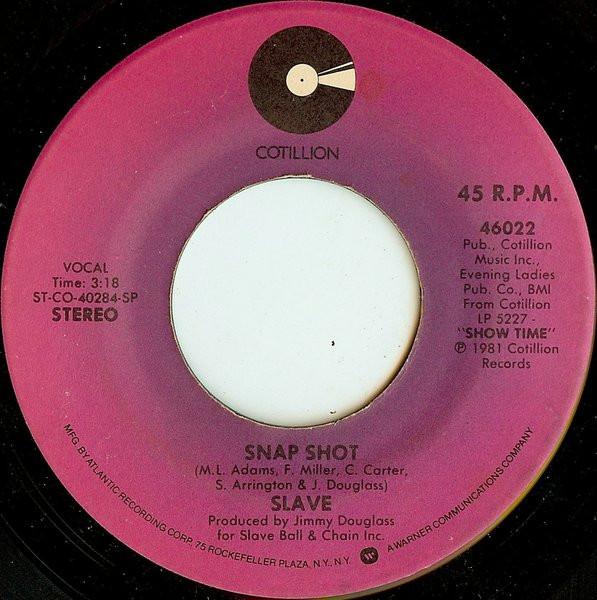 COTILLION
45 R.P.M.
46022
Pub., Cotillion
Music Inc.,
Evening Ladies
Pub. Co., BMI
From Cotillion
LP 5227 -
"SHOW TIME"
℗ 1981 Cotillion
Records
VOCAL
Time: 3:18
ST-CO-40284-SP
STEREO
SNAP SHOT
(M.L. Adams, F. Miller, C. Carter,
S. Arrington & J. Douglass)
SLAVE
Produced by Jimmy Douglass
for Slave Ball & Chain Inc.
MFG. BY ATLANTIC RECORDING CORP., 75 ROCKEFELLER PLAZA, N.Y., N.Y. W A WARNER COMMUNICATIONS COMPANY